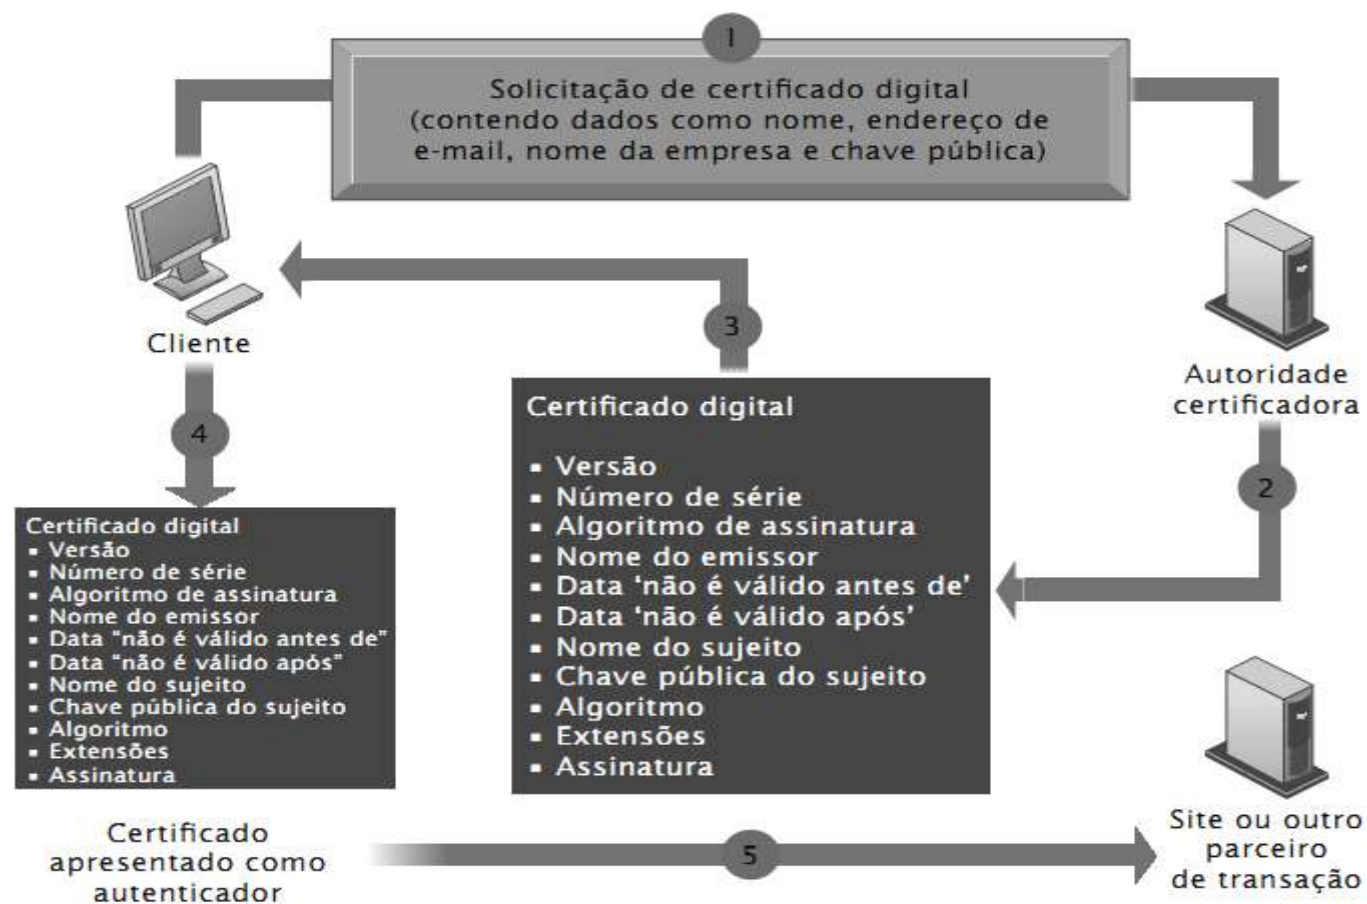 1
Solicitação de certificado digital
(contendo dados como nome, endereço de
e-mail, nome da empresa e chave pública)
Cliente
3
Autoridade
certificadora
4
2
Certificado digital
▪ Versão
▪ Número de série
▪ Algoritmo de assinatura
▪ Nome do emissor
▪ Data ‘não é válido antes de’
▪ Data ‘não é válido após’
▪ Nome do sujeito
▪ Chave pública do sujeito
▪ Algoritmo
▪ Extensões
▪ Assinatura
Certificado digital
▪ Versão
▪ Número de série
▪ Algoritmo de assinatura
▪ Nome do emissor
▪ Data “não é válido antes de”
▪ Data “não é válido após”
▪ Nome do sujeito
▪ Chave pública do sujeito
▪ Algoritmo
▪ Extensões
▪ Assinatura
Certificado
apresentado como
autenticador
5
Site ou outro
parceiro
de transação